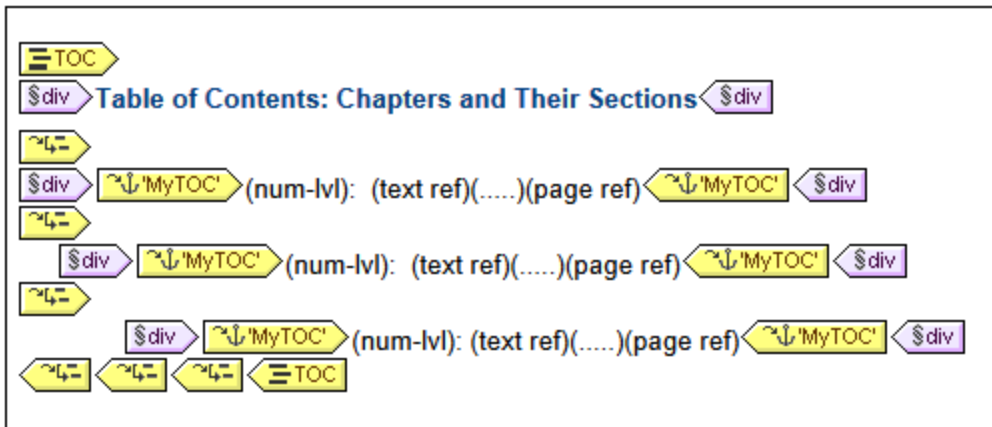 TOC
§div Table of Contents: Chapters and Their Sections §div
§div 'MyTOC' (num-lvl): (text ref)(.....)(page ref) 'MyTOC' §div
§div 'MyTOC' (num-lvl): (text ref)(.....)(page ref) 'MyTOC' §div
§div 'MyTOC' (num-lvl): (text ref)(.....)(page ref) 'MyTOC' §div
TOC